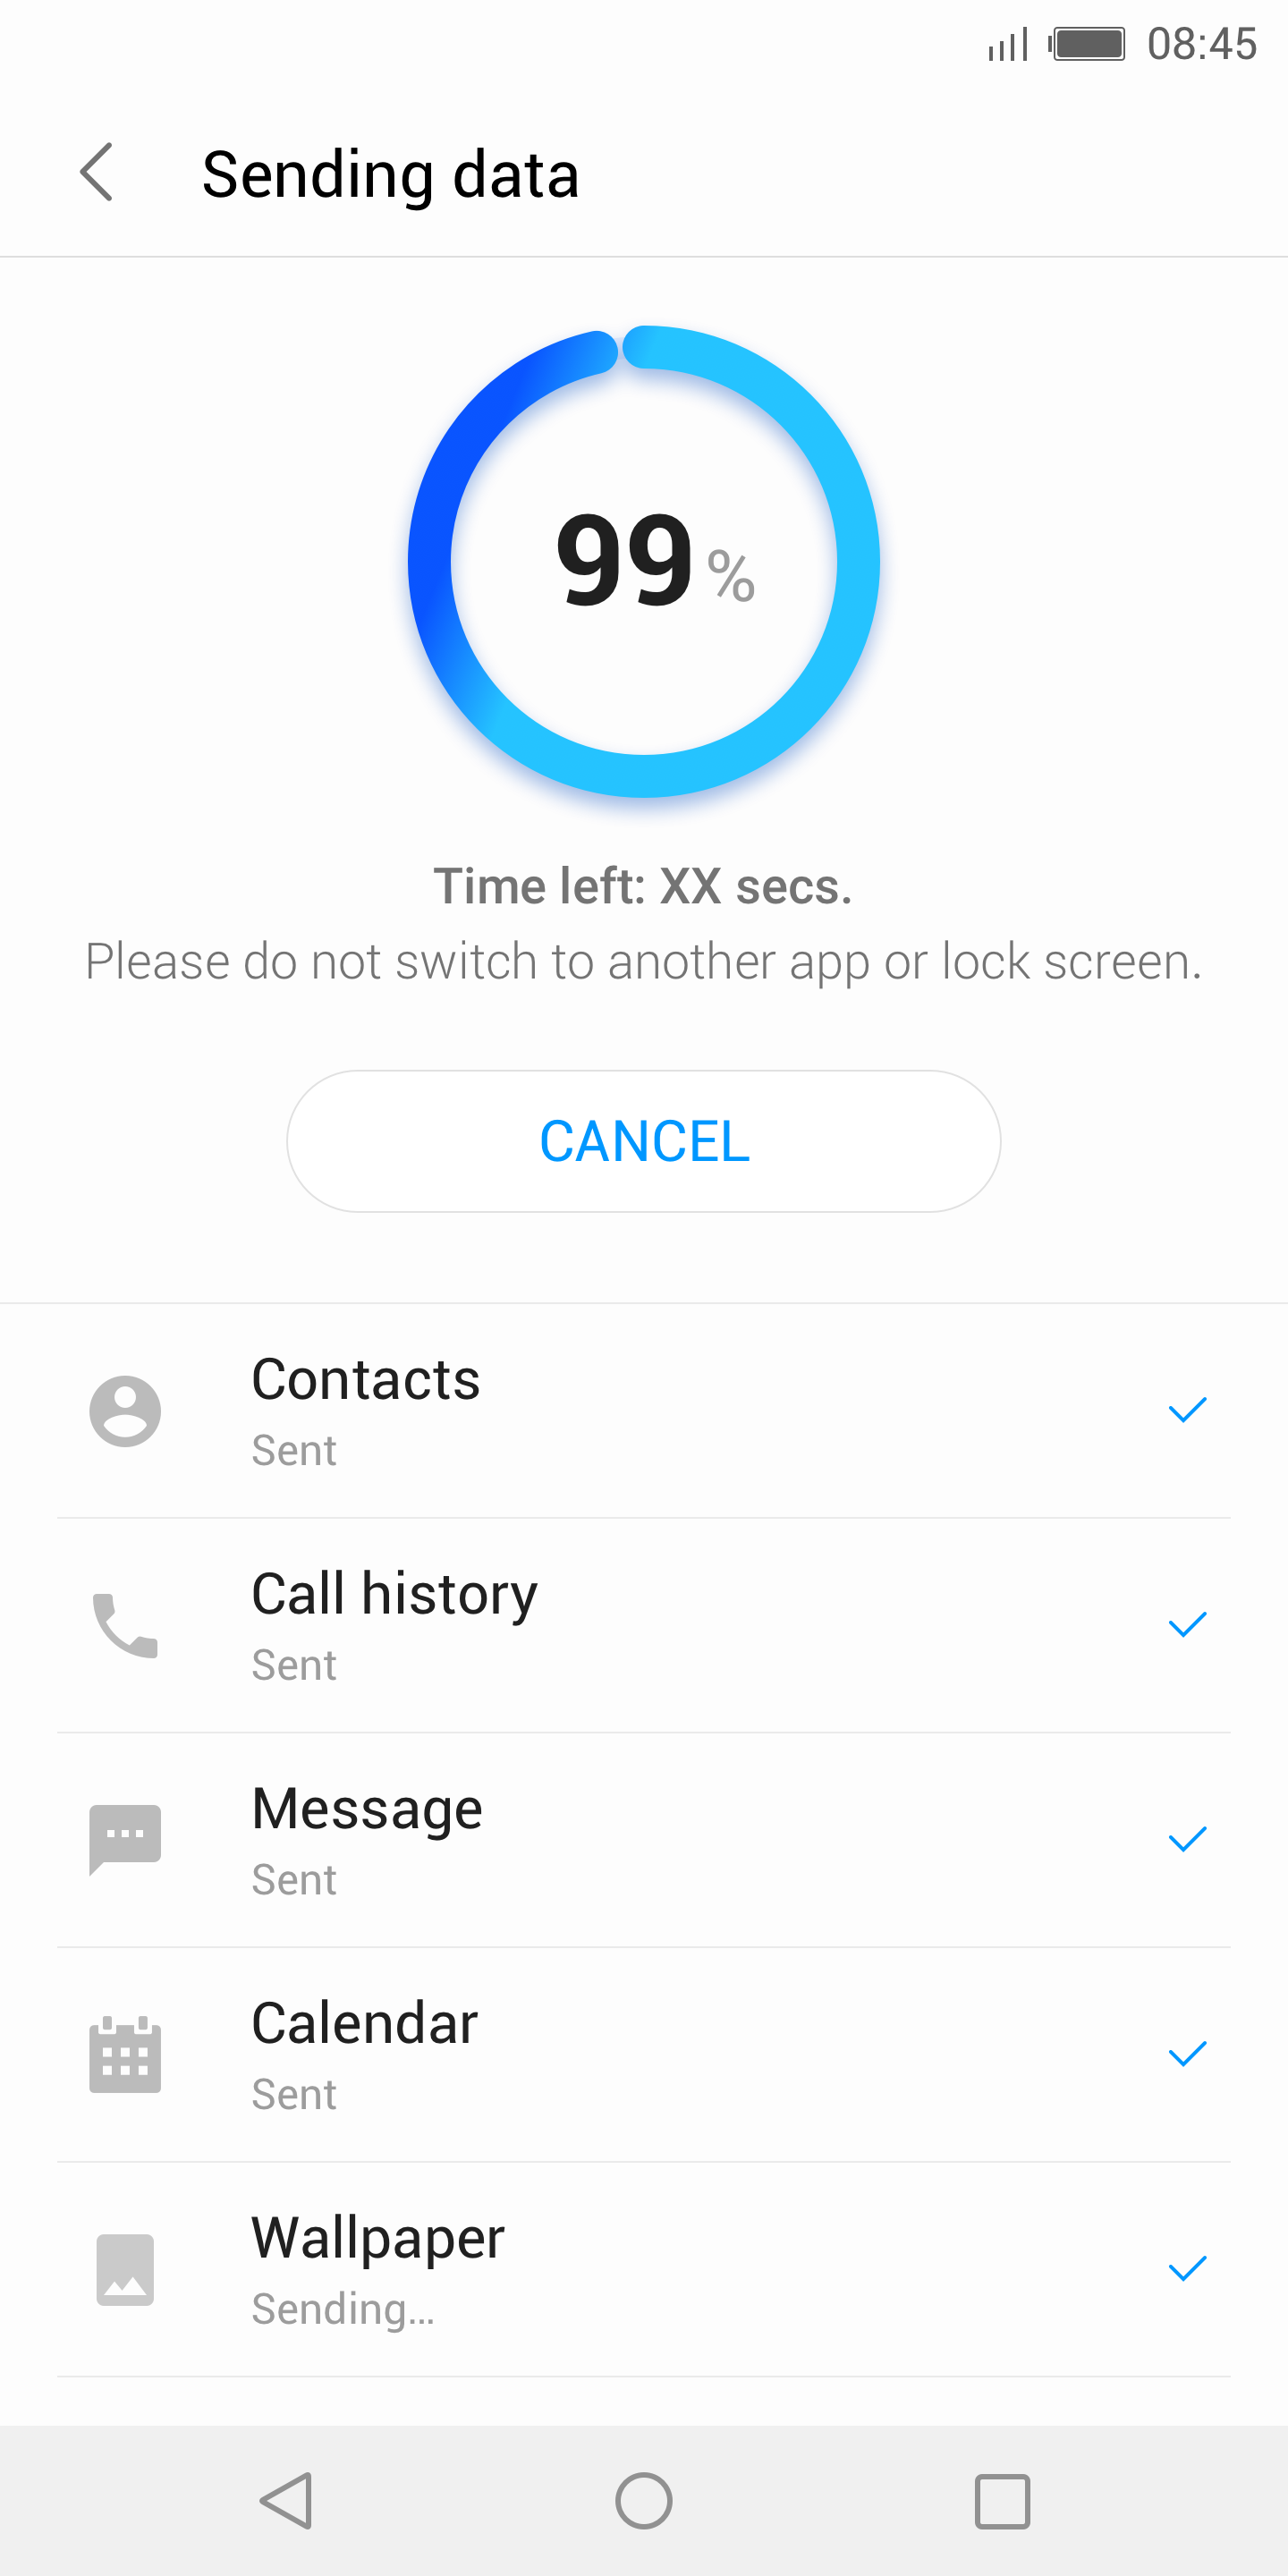 08:45
Sending data
99 %
Time left: XX secs.
Please do not switch to another app or lock screen.
CANCEL
Contacts
Sent
Call history
Sent
Message
Sent
Calendar
Sent
Wallpaper
Sending...